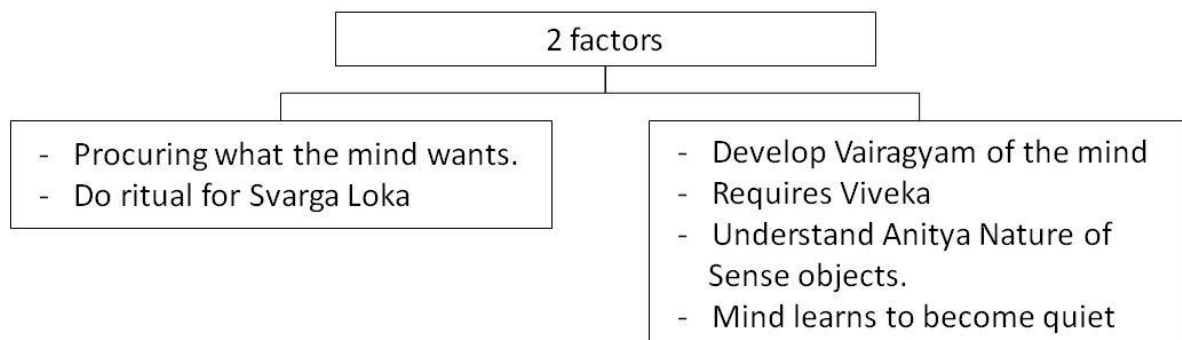 2 factors
- Procuring what the mind wants.
- Do ritual for Svarga Loka
- Develop Vairagyam of the mind
- Requires Viveka
- Understand Anitya Nature of
Sense objects.
- Mind learns to become quiet